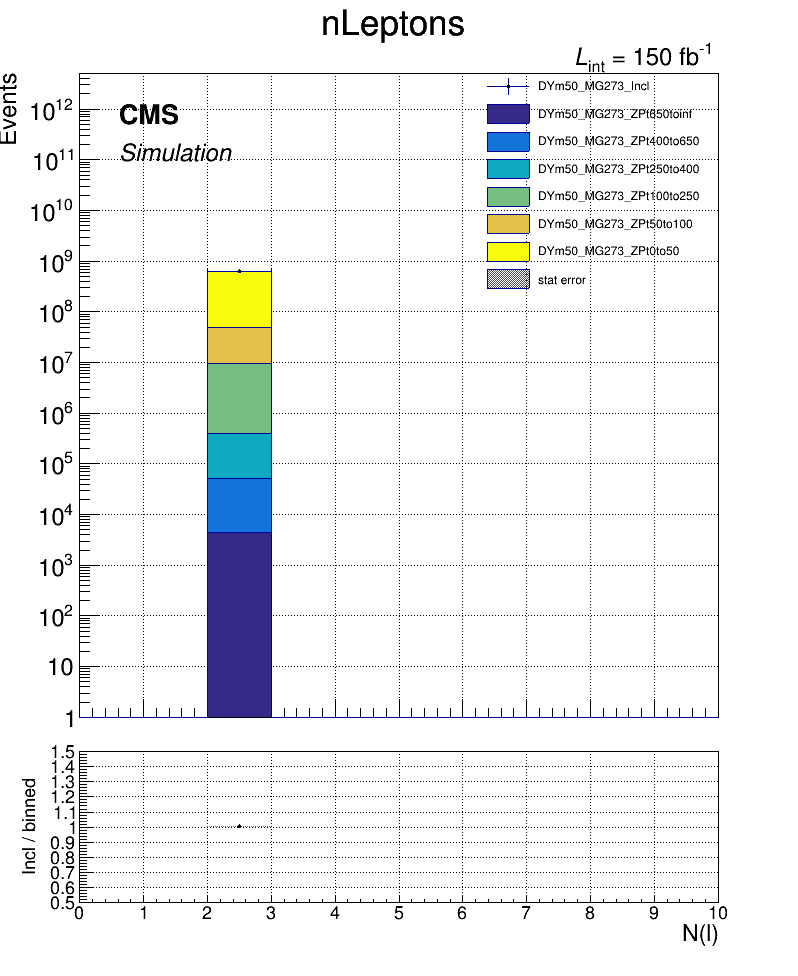 nLeptons
L_int = 150 fb^-1
Events
CMS
Simulation
DYm50_MG273_Incl
DYm50_MG273_ZPt650toinf
DYm50_MG273_ZPt400to650
DYm50_MG273_ZPt250to400
DYm50_MG273_ZPt100to250
DYm50_MG273_ZPt50to100
DYm50_MG273_ZPt0to50
stat error
10^12
10^11
10^10
10^9
10^8
10^7
10^6
10^5
10^4
10^3
10^2
10
1
Incl / binned
1.5
1.4
1.3
1.2
1.1
1
0.9
0.8
0.7
0.6
0.5
0 1 2 3 4 5 6 7 8 9 10
N(l)